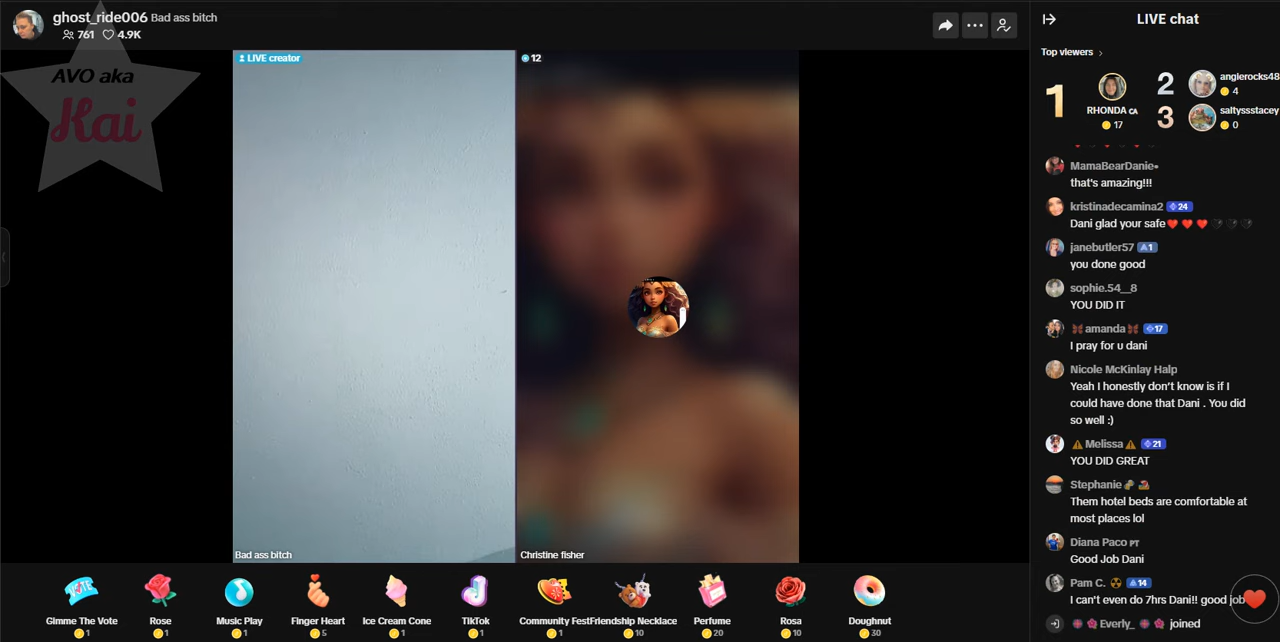 ghost_ride006 Bad ass bitch
761 4.9K
AVO aka
Kai
LIVE creator
12
Bad ass bitch
Christine fisher
Gimme The Vote
1
Rose
1
Music Play
1
Finger Heart
5
Ice Cream Cone
1
TikTok
1
Community Fest
1
Friendship Necklace
10
Perfume
20
Rosa
10
Doughnut
30
LIVE chat
Top viewers
1
RHONDA CA
17
2
anglerocks48
4
3
saltyssstacey
0
MamaBearDanie•
that's amazing!!!
kristinadecamina2 24
Dani glad your safe❤️❤️❤️🖤🖤🖤
janebutler57 1
you done good
sophie.54__8
YOU DID IT
🦋amanda🦋 17
I pray for u dani
Nicole McKinlay Halp
Yeah I honestly don't know is if I
could have done that Dani . You did
so well :)
⚠️Melissa⚠️ 21
YOU DID GREAT
Stephanie
Them hotel beds are comfortable at
most places lol
Diana Paco PT
Good Job Dani
Pam C. ☢️ 14
I can't even do 7hrs Dani!! good job
🌺🌺Everly_🌺🌺 joined